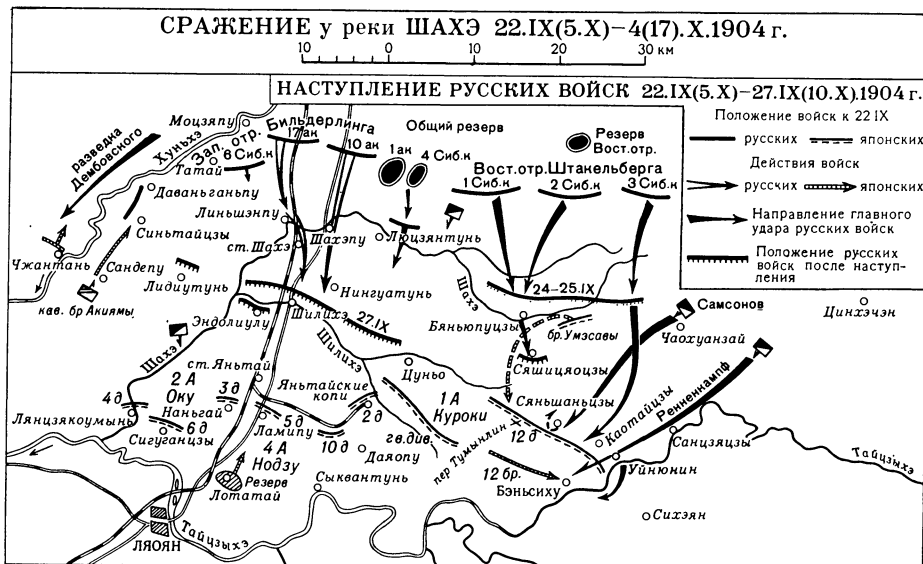 СРАЖЕНИЕ у реки ШАХЭ 22.IX(5.X)–4(17).X.1904 г.
10 0 10 20 30 км
НАСТУПЛЕНИЕ РУССКИХ ВОЙСК 22.IX(5.X)–27.IX(10.X).1904 г.
Положение войск к 22 IX
русских
японских
Действия войск
русских
японских
Направление главного
удара русских войск
Положение русских
войск после наступ-
ления
Моцзяпу
Хуньхэ
Зап. отр. Бильдерлинга
17 ак
10 ак
6 Сиб.к
Общий резерв
1 ак
4 Сиб.к
Резерв
Вост. отр.
Вост. отр. Штакельберга
1 Сиб.к
2 Сиб.к
3 Сиб.к
разведка
Дембовского
Татай
Даваньганьпу
Линьшэнпу
Синьтайцзы
ст. Шахэ
Шахэпу
Люцзянтунь
Чжантань
Сандепу
Лидиутунь
кав. бр Акиямы
Нингуатунь
Шахэ
24–25.IX
Самсонов
Цинхэчэн
Эндолиулу
Шилихэ
27.IX
Бяньюпуцзы
бр. Умэсавы
Чаохуанзай
Шахэ
Шилихэ
Сяшицяоцзы
ст. Яньтай
Цуньо
2 А
Оку
3 д
4 д
Яньтайские
копи
1 А
Куроки
Сяньшаньцзы
Каотайцзы
Ренненкампф
Наньгай
Лянцзякоумынь
6 д
Сигуганцзы
5 д
Лампиу
2 д
10 д
гв. див.
12 д
пер Тумынлин
Санцзяцзы
4 А
Нодзу
Даяопу
12 бр.
Уйнюнин
Тайцзыхэ
Резерв
Лотатай
Сыквантунь
Бэньсиху
Сихэян
ЛЯОЯН
Тайцзыхэ